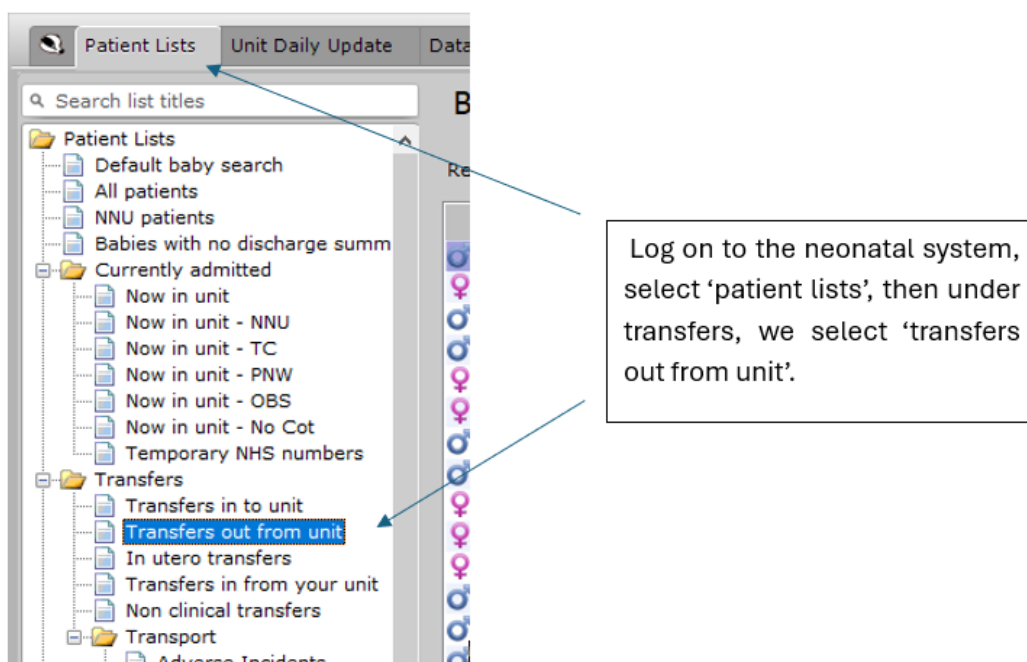 Patient Lists Unit Daily Update Data
Search list titles
B
Patient Lists
Default baby search
Re
All patients
NNU patients
Babies with no discharge summ
Currently admitted
Now in unit
Now in unit - NNU
Now in unit - TC
Now in unit - PNW
Now in unit - OBS
Now in unit - No Cot
Temporary NHS numbers
Transfers
Transfers in to unit
Transfers out from unit
In utero transfers
Transfers in from your unit
Non clinical transfers
Transport
Adverse Incidents
Log on to the neonatal system,
select ‘patient lists’, then under
transfers, we select ‘transfers
out from unit’.